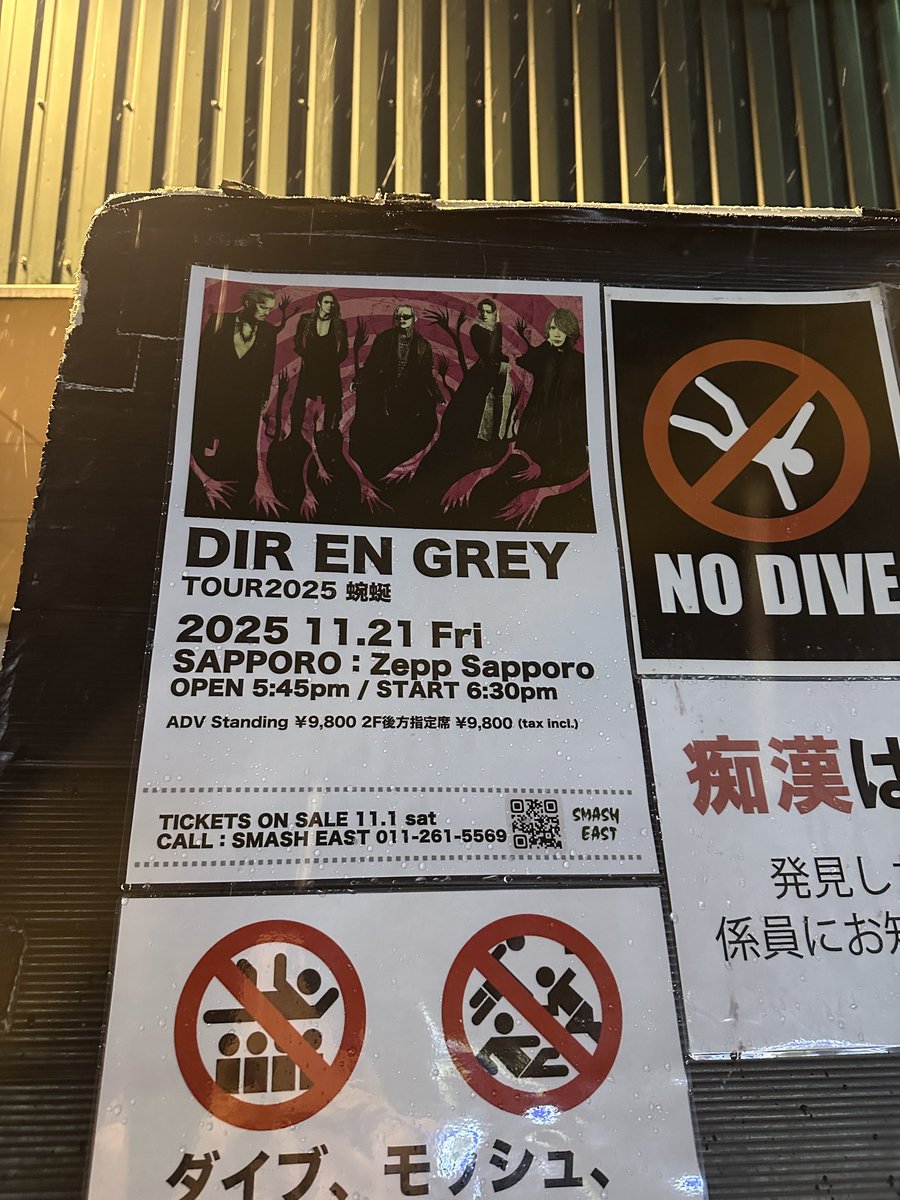 DIR EN GREY
TOUR2025 蜿蜒
2025 11.21 Fri
SAPPORO：Zepp Sapporo
OPEN 5:45pm / START 6:30pm
ADV Standing ¥9,800 2F後方指定席 ¥9,800 (tax incl.)
TICKETS ON SALE 11.1 sat
CALL：SMASH EAST 011-261-5569
SMASH
EAST
NO DIVE
痴漢は
発見し
係員にお知
ダイブ、モッシュ、